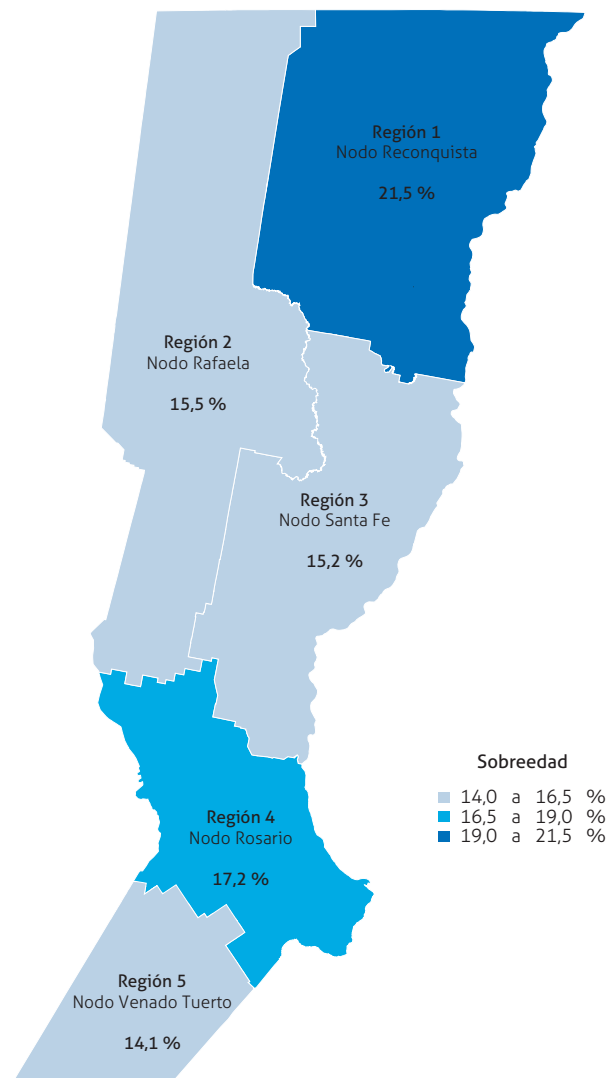 Región 1
Nodo Reconquista
21,5 %
Región 2
Nodo Rafaela
15,5 %
Región 3
Nodo Santa Fe
15,2 %
Sobreedad
14,0 a 16,5 %
16,5 a 19,0 %
19,0 a 21,5 %
Región 4
Nodo Rosario
17,2 %
Región 5
Nodo Venado Tuerto
14,1 %